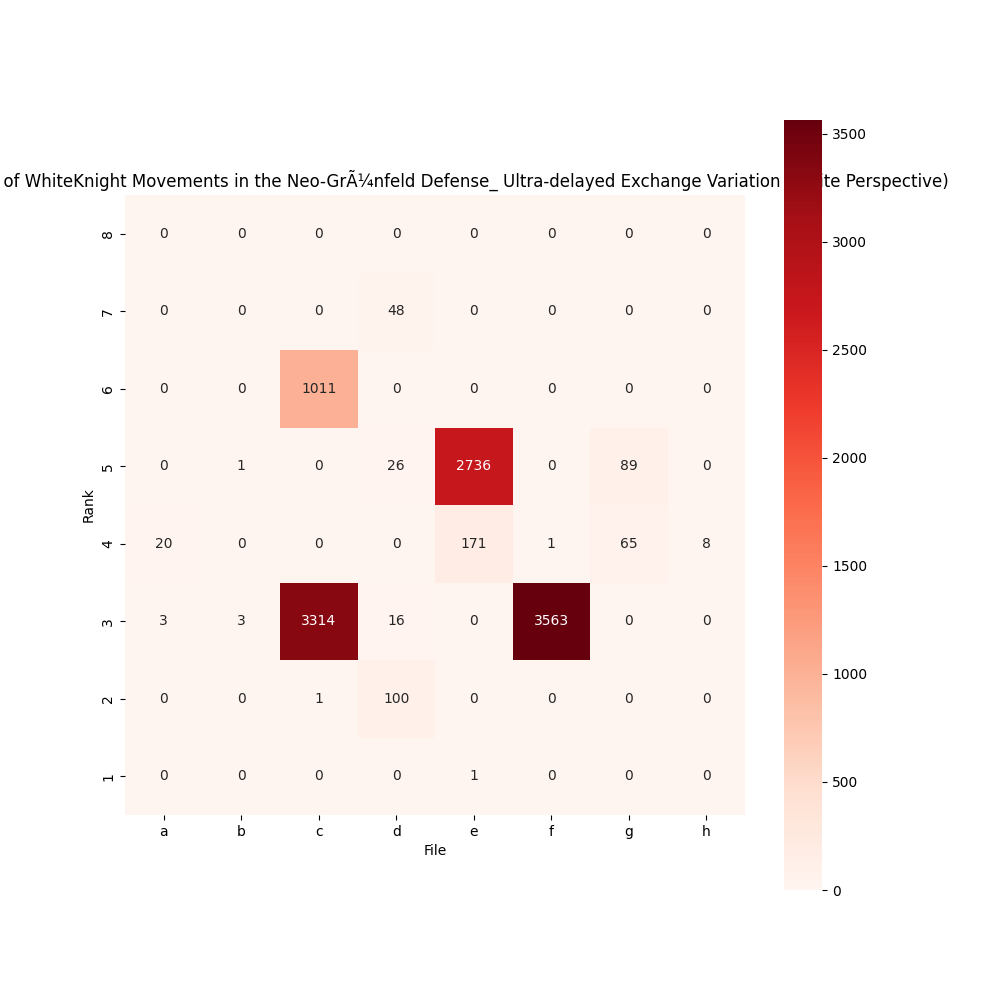 of WhiteKnight Movements in the Neo-GrÃ¼nfeld Defense_ Ultra-delayed Exchange Variation te Perspective)
8 0 0 0 0 0 0 0 0
7 0 0 0 48 0 0 0 0
6 0 0 1011 0 0 0 0 0
5 0 1 0 26 2736 0 89 0
4 20 0 0 0 171 1 65 8
3 3 3 3314 16 0 3563 0 0
2 0 0 1 100 0 0 0 0
1 0 0 0 0 1 0 0 0
a b c d e f g h
File
Rank
3500
3000
2500
2000
1500
1000
500
0